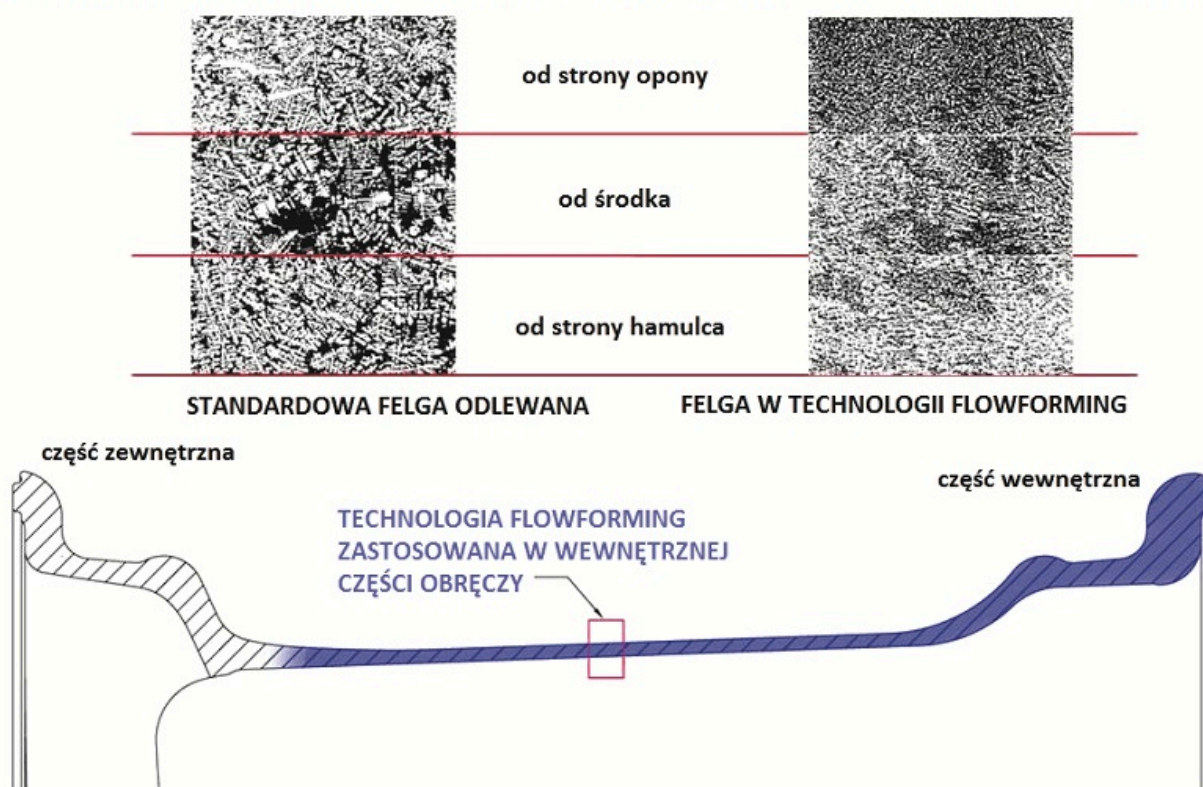 od strony opony
od środka
od strony hamulca
STANDARDOWA FELGA ODLEWANA
FELGA W TECHNOLOGII FLOWFORMING
część zewnętrzna
część wewnętrzna
TECHNOLOGIA FLOWFORMING
ZASTOSOWANA W WEWNĘTRZNEJ
CZĘŚCI OBRĘCZY